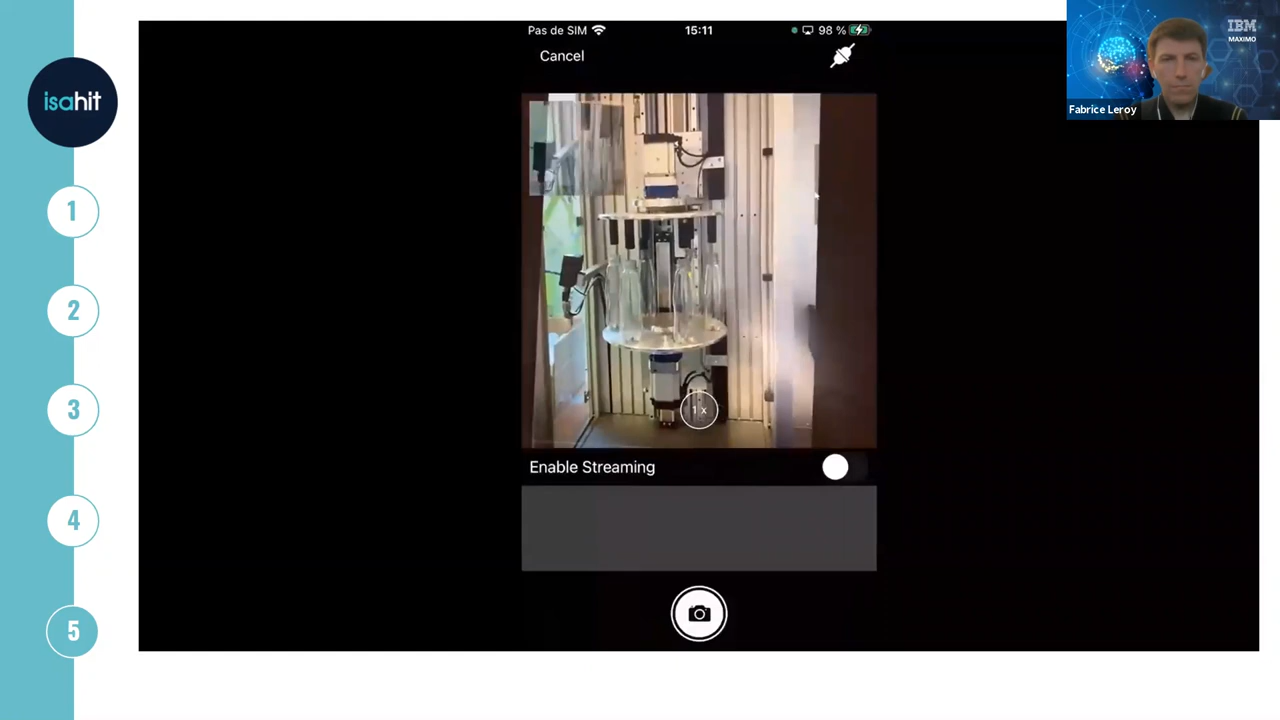 isahit
1
2
3
4
5
Pas de SIM
15:11
98 %
Cancel
1 x
Enable Streaming
IBM
MAXIMO
Fabrice Leroy